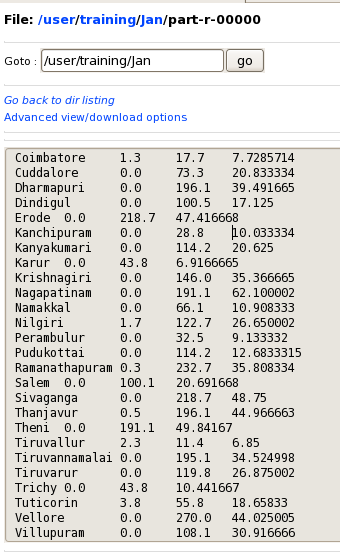 File: /user/training/Jan/part-r-00000
Goto : /user/training/Jan go
Go back to dir listing
Advanced view/download options
Coimbatore 1.3 17.7 7.7285714
Cuddalore 0.0 73.3 20.833334
Dharmapuri 0.0 196.1 39.491665
Dindigul 0.0 100.5 17.125
Erode 0.0 218.7 47.416668
Kanchipuram 0.0 28.8 10.033334
Kanyakumari 0.0 114.2 20.625
Karur 0.0 43.8 6.9166665
Krishnagiri 0.0 146.0 35.366665
Nagapatinam 0.0 191.1 62.100002
Namakkal 0.0 66.1 10.908333
Nilgiri 1.7 122.7 26.650002
Perambulur 0.0 32.5 9.133332
Pudukottai 0.0 114.2 12.6833315
Ramanathapuram 0.3 232.7 35.808334
Salem 0.0 100.1 20.691668
Sivaganga 0.0 218.7 48.75
Thanjavur 0.5 196.1 44.966663
Theni 0.0 191.1 49.84167
Tiruvallur 2.3 11.4 6.85
Tiruvannamalai 0.0 195.1 34.524998
Tiruvarur 0.0 119.8 26.875002
Trichy 0.0 43.8 10.441667
Tuticorin 3.8 55.8 18.65833
Vellore 0.0 270.0 44.025005
Villupuram 0.0 108.1 30.916666